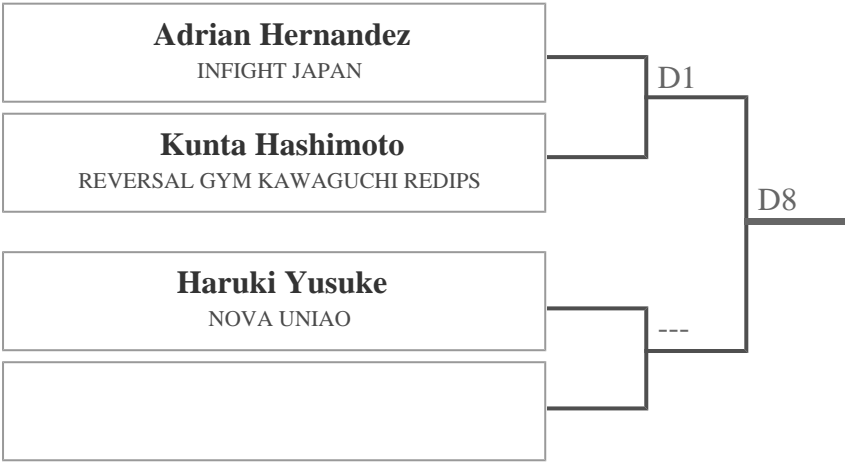 Adrian Hernandez
INFIGHT JAPAN
D1
Kunta Hashimoto
REVERSAL GYM KAWAGUCHI REDIPS
D8
Haruki Yusuke
NOVA UNIAO
---